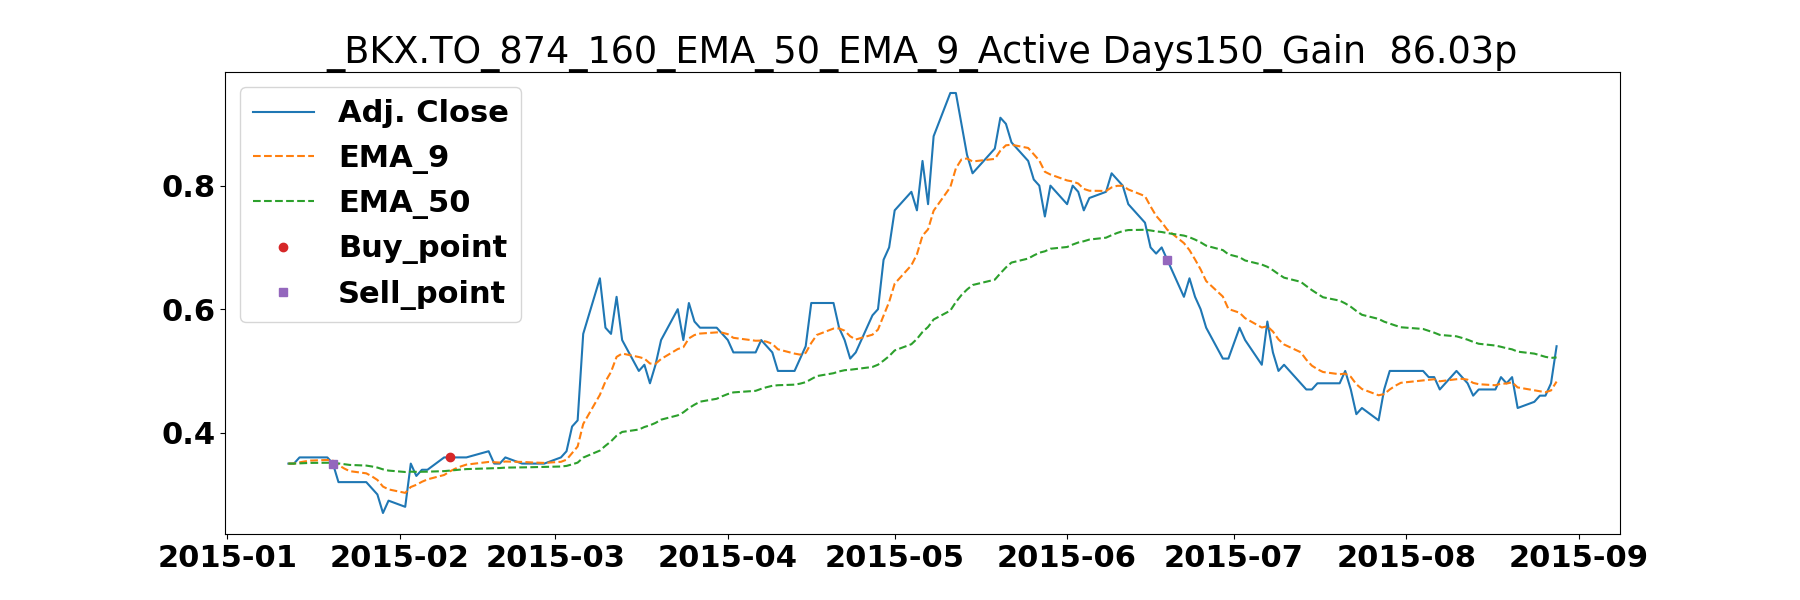 _BKX.TO_874_160_EMA_50_EMA_9_Active Days150_Gain  86.03p
Adj. Close
EMA_9
EMA_50
Buy_point
Sell_point
0.8
0.6
0.4
2015-01 2015-02 2015-03 2015-04 2015-05 2015-06 2015-07 2015-08 2015-09